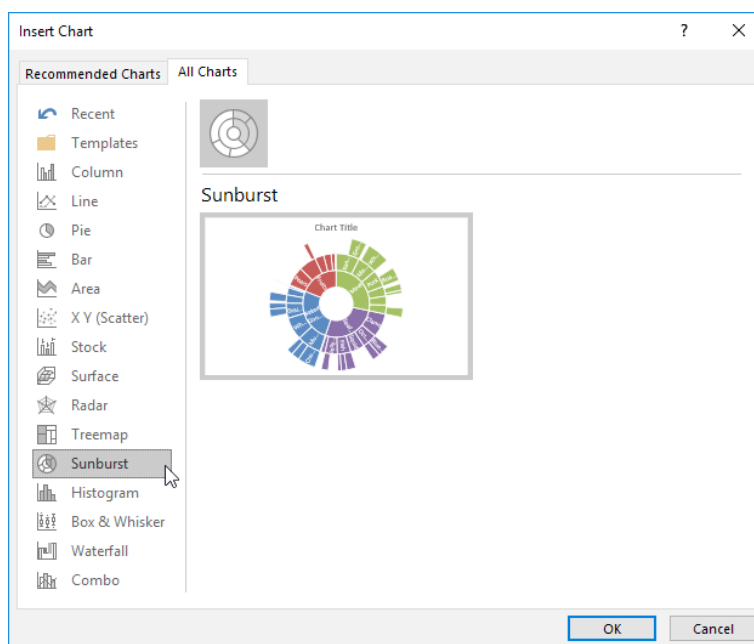 Insert Chart
?
Recommended Charts
All Charts
Recent
Templates
Column
Line
Pie
Bar
Area
X Y (Scatter)
Stock
Surface
Radar
Treemap
Sunburst
Histogram
Box & Whisker
Waterfall
Combo
Sunburst
Chart Title
OK
Cancel